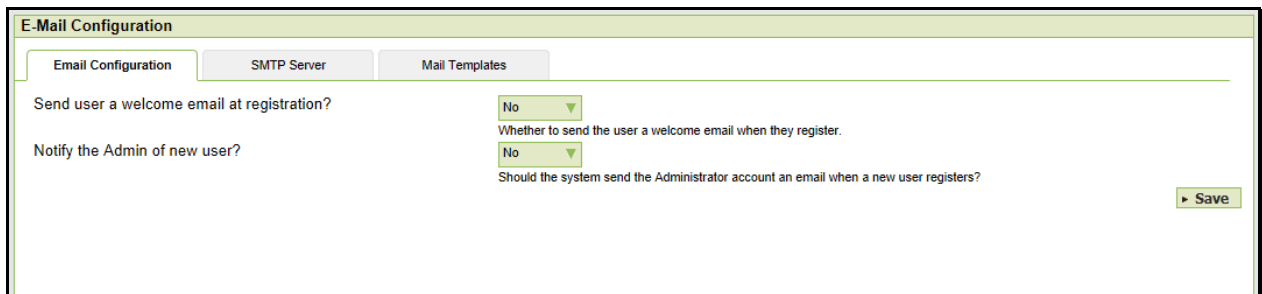 E-Mail Configuration
Email Configuration SMTP Server Mail Templates
Send user a welcome email at registration? No
Whether to send the user a welcome email when they register.
Notify the Admin of new user? No
Should the system send the Administrator account an email when a new user registers?
Save